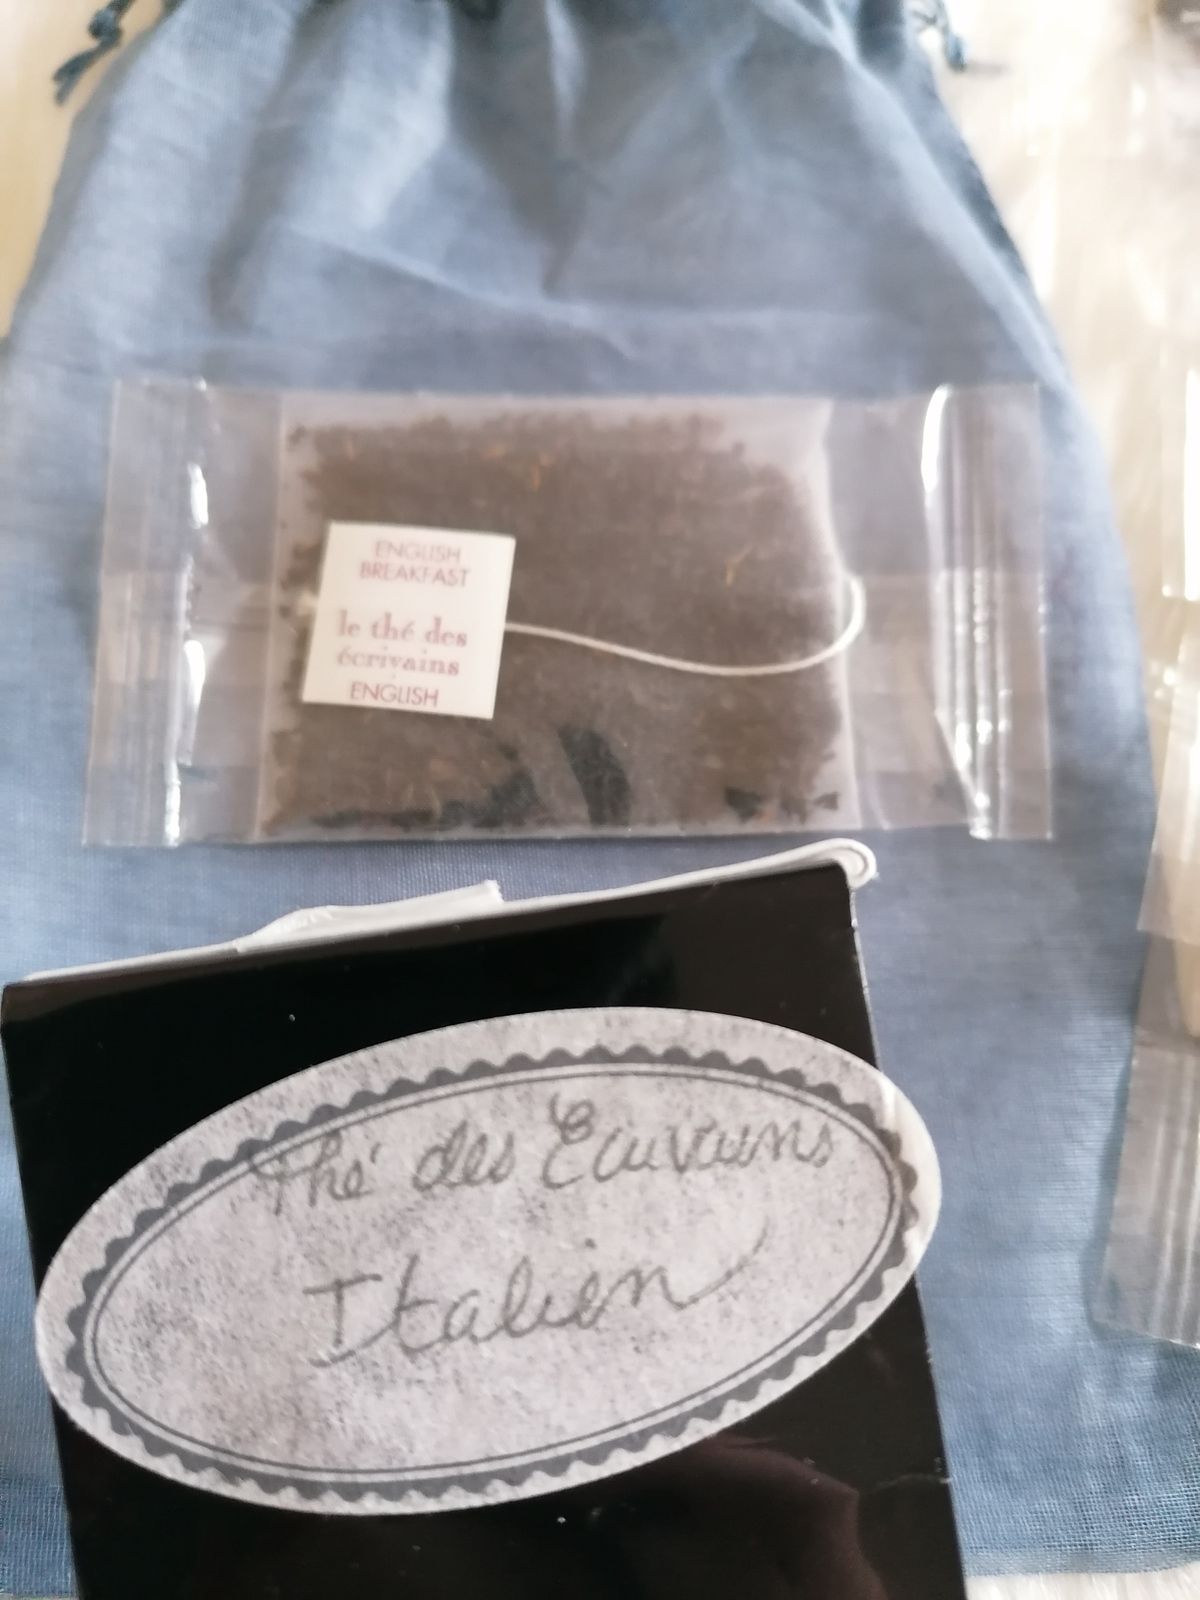 ENGLISH
BREAKFAST
le thé des
écrivains
ENGLISH
Thé des Ecrivains
Italien